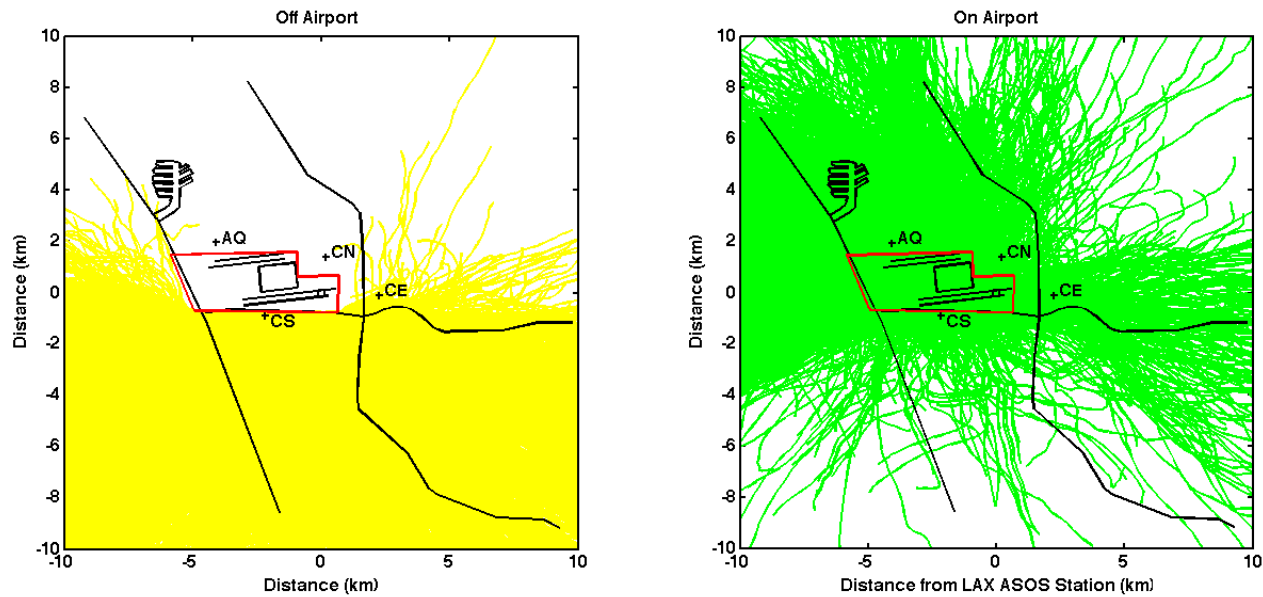 Off Airport
On Airport
10
8
6
4
2
0
-2
-4
-6
-8
-10
-10
-5
0
5
10
Distance (km)
Distance (km)
AQ
CN
CE
CS
10
8
6
4
2
0
-2
-4
-6
-8
-10
-10
-5
0
5
10
Distance (km)
Distance from LAX ASOS Station (km)
AQ
CN
CE
CS